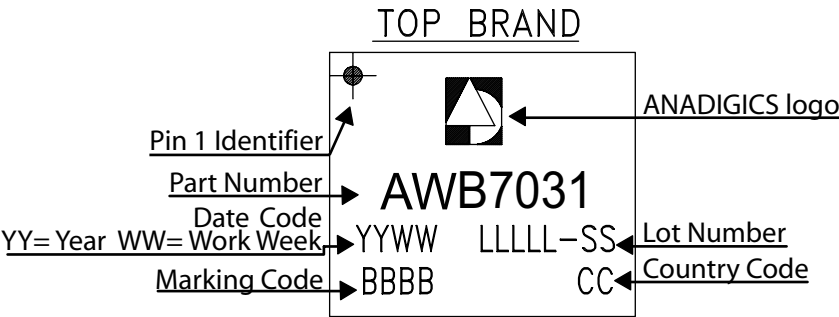 TOP BRAND
ANADIGICS logo
Pin 1 Identifier
Part Number AWB7031
Date Code
YY= Year WW= Work Week YYWW LLLLL-SS Lot Number
Marking Code BBBB CC Country Code